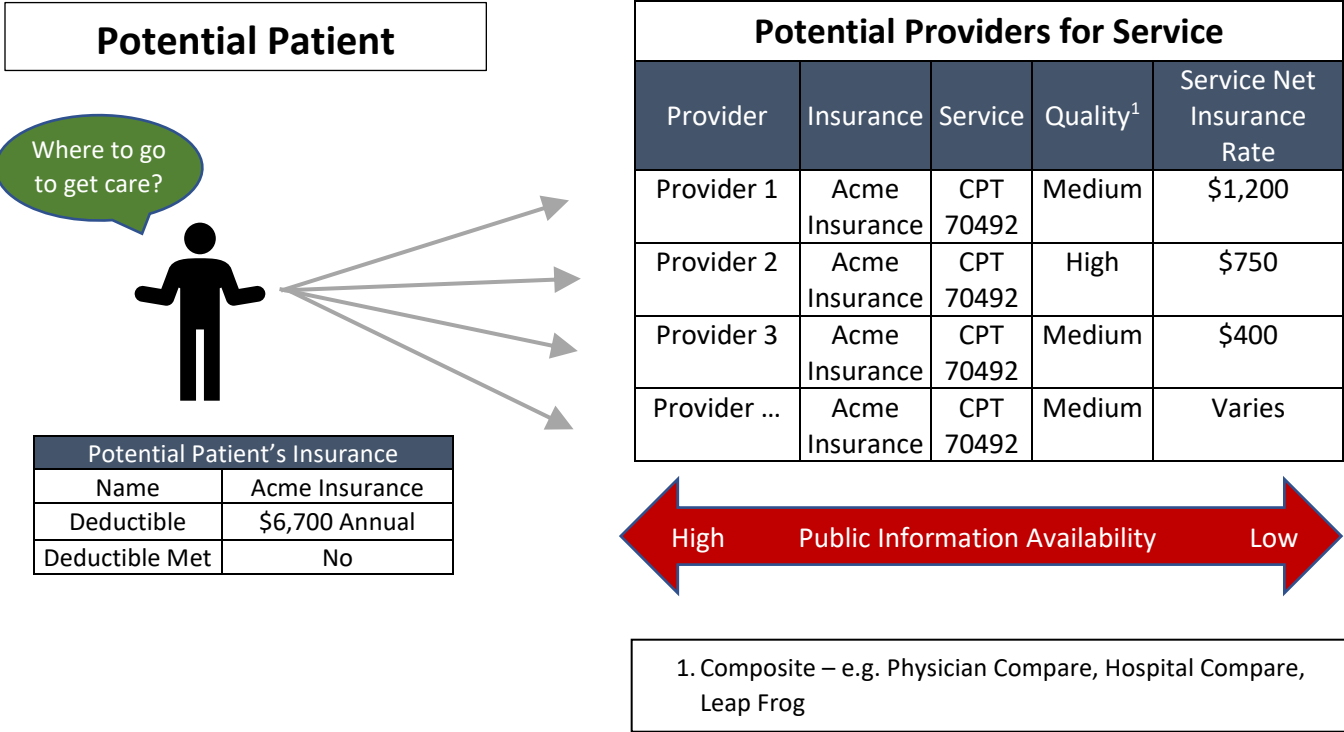 Potential Patient
Where to go
to get care?
Potential Patient’s Insurance
Name Acme Insurance
Deductible $6,700 Annual
Deductible Met No
Potential Providers for Service
Provider Insurance Service Quality1 Service Net
Insurance
Rate
Provider 1 Acme CPT Medium $1,200
Insurance 70492
Provider 2 Acme CPT High $750
Insurance 70492
Provider 3 Acme CPT Medium $400
Insurance 70492
Provider … Acme CPT Medium Varies
Insurance 70492
High Public Information Availability Low
1. Composite – e.g. Physician Compare, Hospital Compare,
Leap Frog